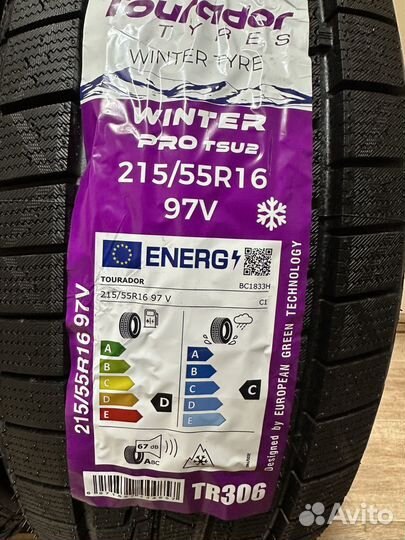 Tourador
TYRES
WINTER TYRE
WINTER
PRO TSU2
215/55R16
97V
ENERG
TOURADOR
BC1833H
215/55R16 97 V
C1
A
B
C
D
E
D
A
B
C
D
E
C
67 dB
ABC
TR306
215/55R16 97V
Designed by EUROPEAN GREEN TECHNOLOGY
Avito